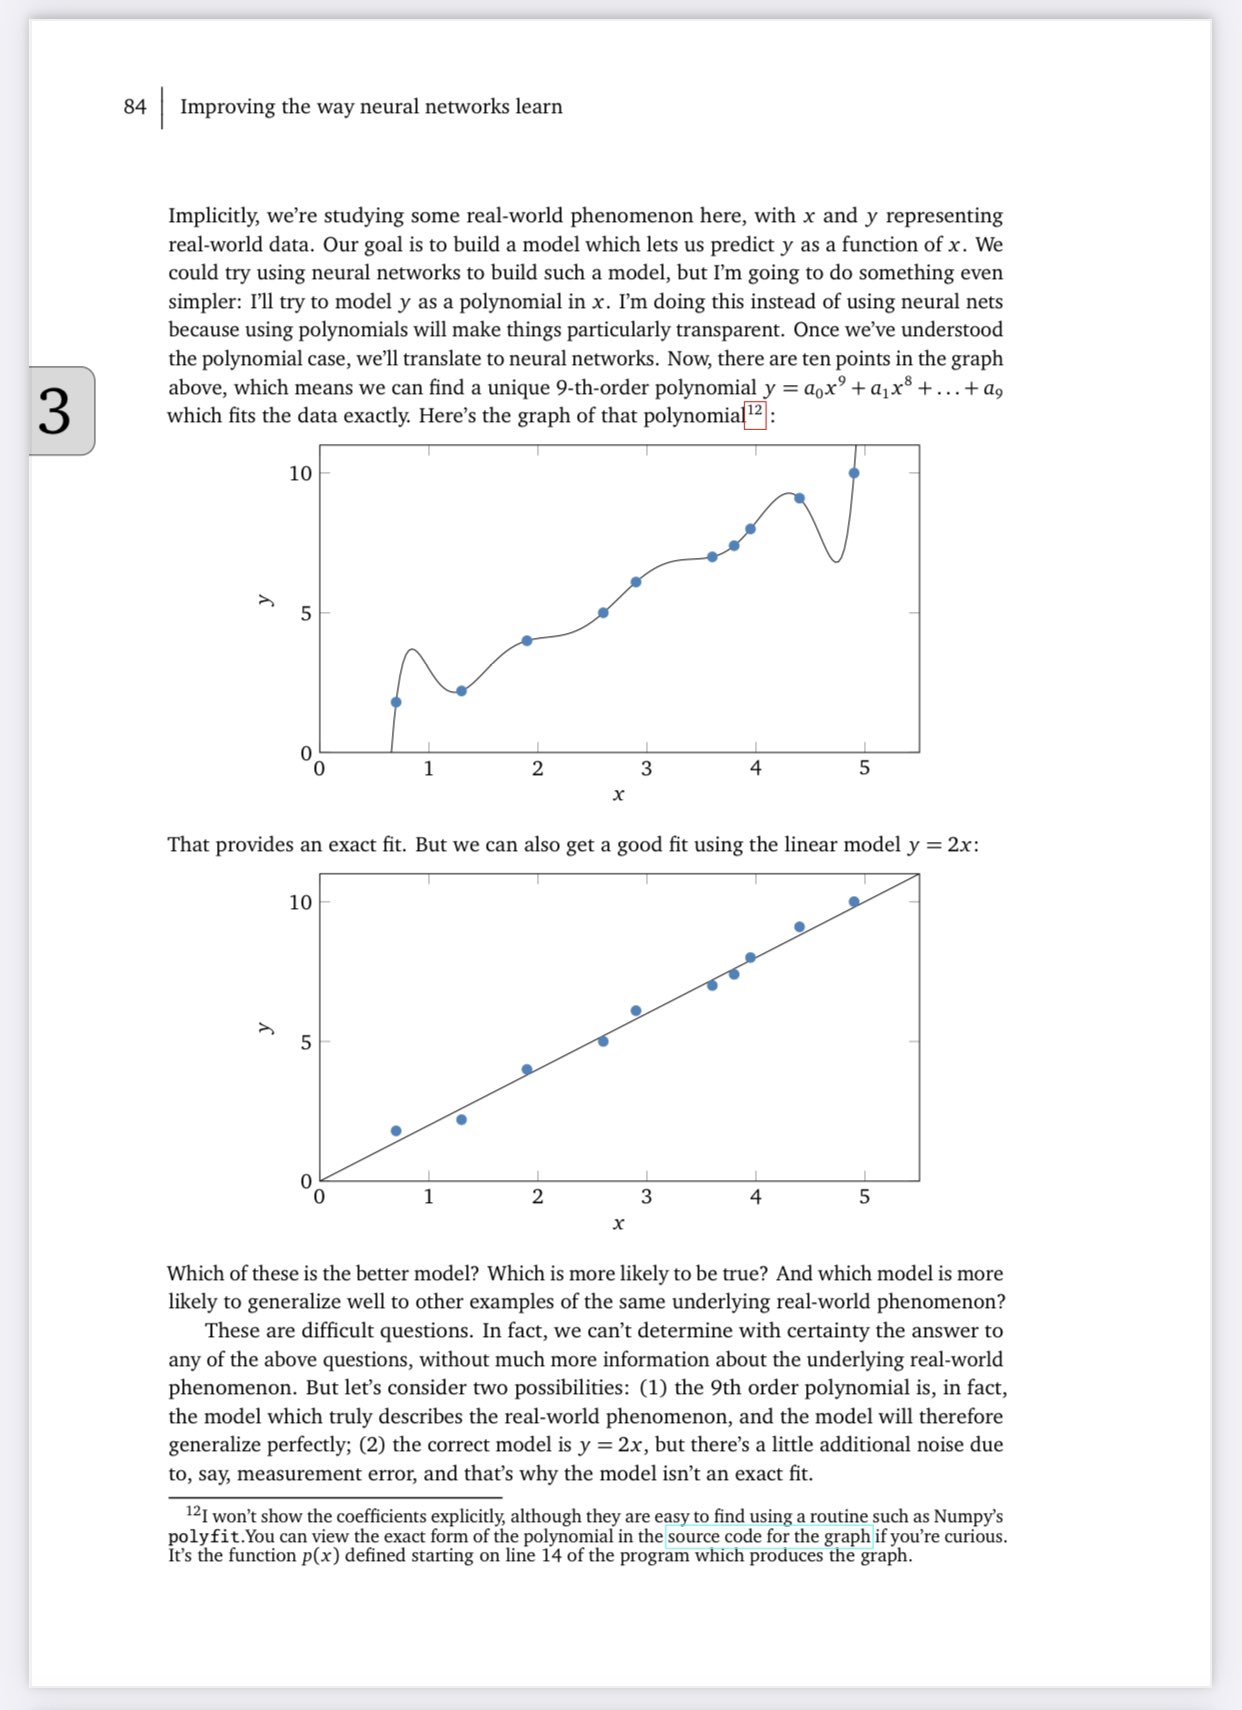 84 Improving the way neural networks learn
Implicitly, we're studying some real-world phenomenon here, with x and y representing
real-world data. Our goal is to build a model which lets us predict y as a function of x. We
could try using neural networks to build such a model, but I'm going to do something even
simpler: I'll try to model y as a polynomial in x. I'm doing this instead of using neural nets
because using polynomials will make things particularly transparent. Once we've understood
the polynomial case, we'll translate to neural networks. Now, there are ten points in the graph
above, which means we can find a unique 9-th-order polynomial y = a₀x⁹ + a₁x⁸ + ... + a₉
which fits the data exactly. Here's the graph of that polynomial¹²:
3
10
5
0
y
0 1 2 3 4 5
x
That provides an exact fit. But we can also get a good fit using the linear model y = 2x:
10
5
0
y
0 1 2 3 4 5
x
Which of these is the better model? Which is more likely to be true? And which model is more
likely to generalize well to other examples of the same underlying real-world phenomenon?
These are difficult questions. In fact, we can't determine with certainty the answer to
any of the above questions, without much more information about the underlying real-world
phenomenon. But let's consider two possibilities: (1) the 9th order polynomial is, in fact,
the model which truly describes the real-world phenomenon, and the model will therefore
generalize perfectly; (2) the correct model is y = 2x, but there's a little additional noise due
to, say, measurement error, and that's why the model isn't an exact fit.
¹²I won't show the coefficients explicitly, although they are easy to find using a routine such as Numpy's
polyfit.You can view the exact form of the polynomial in the source code for the graph if you're curious.
It's the function p(x) defined starting on line 14 of the program which produces the graph.